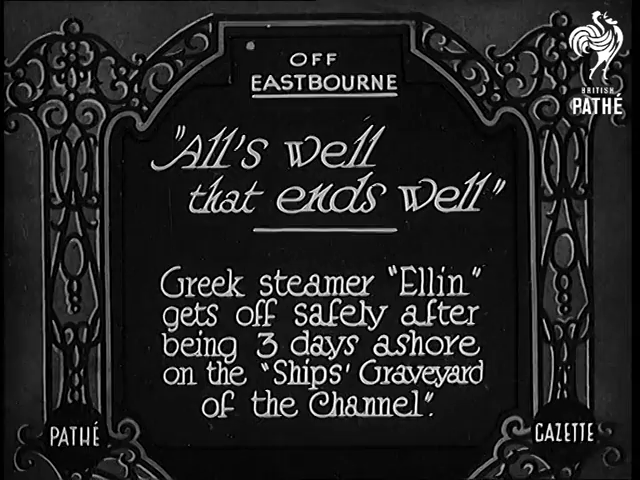 OFF
EASTBOURNE
"All's well
that ends well"
Greek steamer "Ellin"
gets off safely after
being 3 days ashore
on the "Ships' Graveyard
of the Channel".
PATHÉ
GAZETTE
BRITISH
PATHÉ